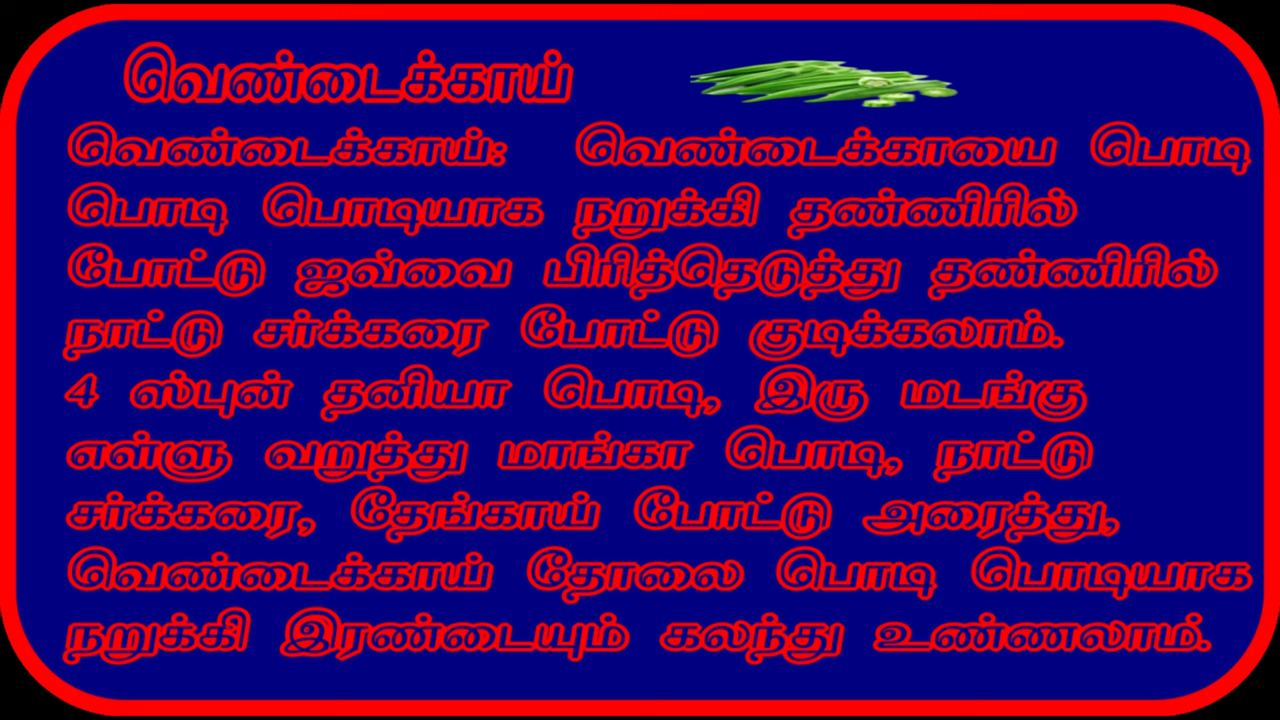 வெண்டைக்காய்
வெண்டைக்காய்: வெண்டைக்காயை பொடி
பொடி பொடியாக நறுக்கி தண்ணிரில்
போட்டு ஜவ்வை பிரித்தெடுத்து தண்ணிரில்
நாட்டு சர்க்கரை போட்டு குடிக்கலாம்.
4 ஸ்புன் தனியா பொடி, இரு மடங்கு
எள்ளு வறுத்து மாங்கா பொடி, நாட்டு
சர்க்கரை, தேங்காய் போட்டு அரைத்து,
வெண்டைக்காய் தோலை பொடி பொடியாக
நறுக்கி இரண்டையும் கலந்து உண்ணலாம்.